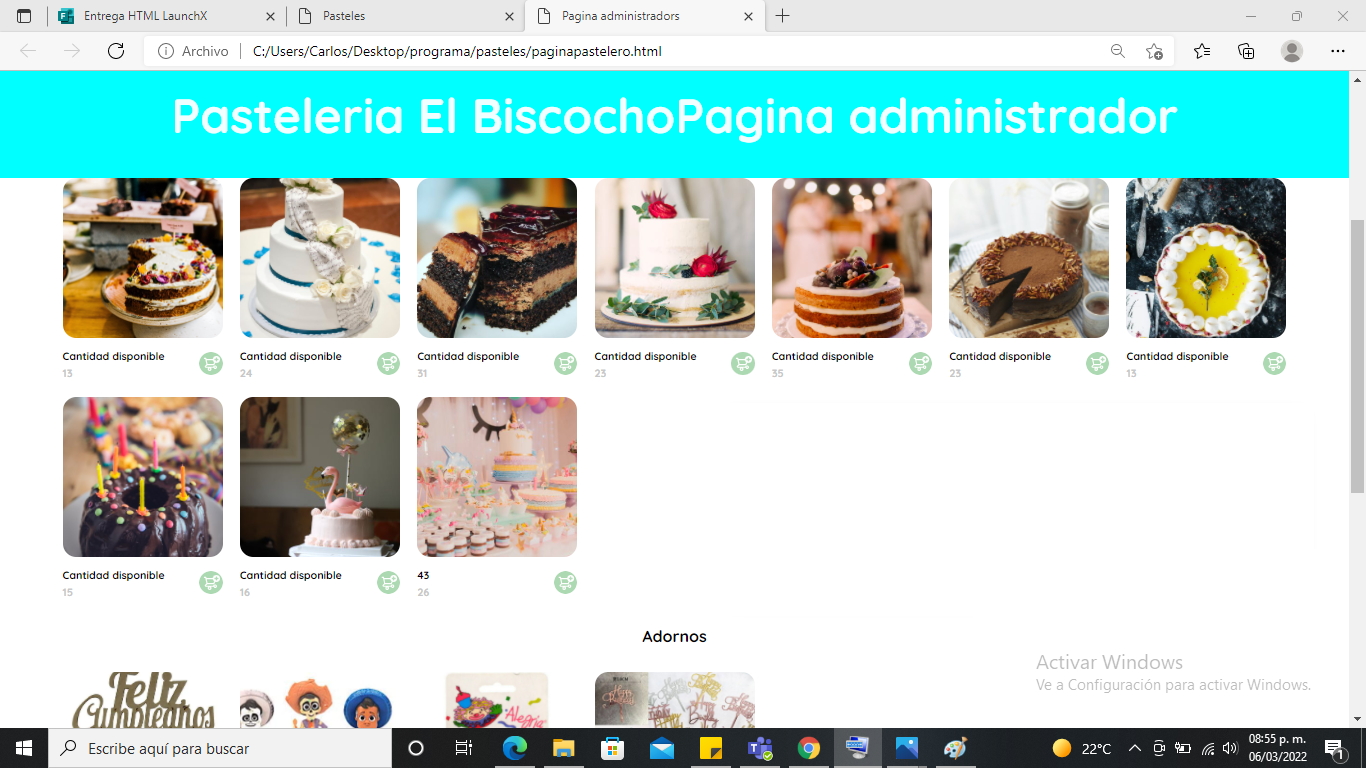 Entrega HTML LaunchX
Pasteles
Pagina administradors
Archivo
C:/Users/Carlos/Desktop/programa/pasteles/paginapastelero.html
Pasteleria El BiscochoPagina administrador
Cantidad disponible Cantidad disponible Cantidad disponible Cantidad disponible Cantidad disponible Cantidad disponible Cantidad disponible
13 24 31 23 35 23 13
Cantidad disponible Cantidad disponible 43
15 16 26
Adornos
Feliz
Cumpleaños
Alegria
Activar Windows
Ve a Configuración para activar Windows.
Escribe aquí para buscar
22°C
08:55 p. m.
06/03/2022
1